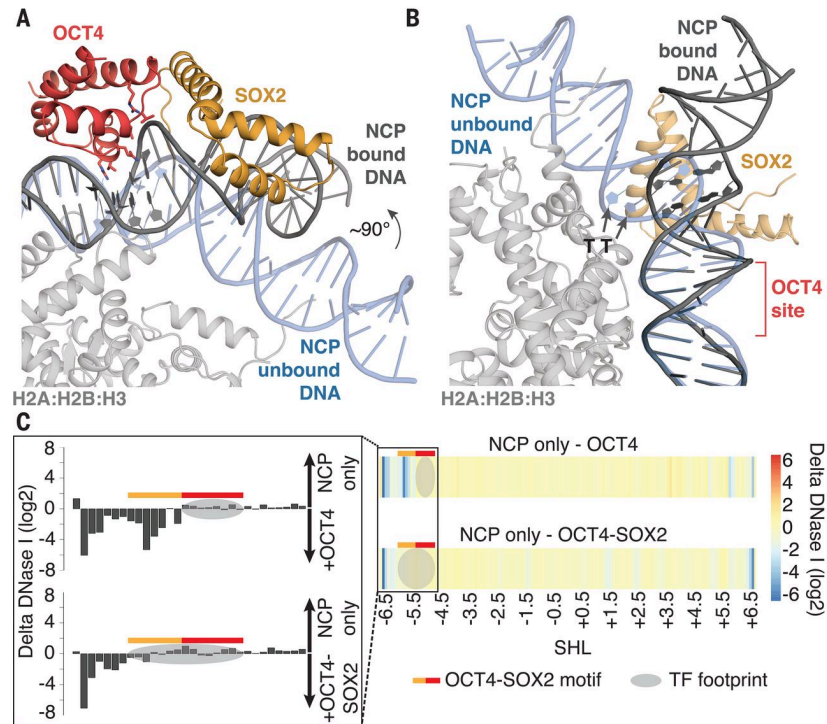 A
OCT4
SOX2
NCP
bound
DNA
~90°
NCP
unbound
DNA
H2A:H2B:H3
B
NCP
bound
DNA
NCP
unbound
DNA
SOX2
T T
OCT4
site
H2A:H2B:H3
C
Delta DNase I (log2)
8
4
0
-4
-8
NCP
only
+OCT4
8
4
0
-4
-8
NCP
only
+OCT4-
SOX2
NCP only - OCT4
NCP only - OCT4-SOX2
-6.5
-5.5
-4.5
-3.5
-2.5
-1.5
-0.5
+0.5
+1.5
+2.5
+3.5
+4.5
+5.5
+6.5
SHL
6
4
2
0
-2
-4
-6
Delta DNase I (log2)
OCT4-SOX2 motif
TF footprint